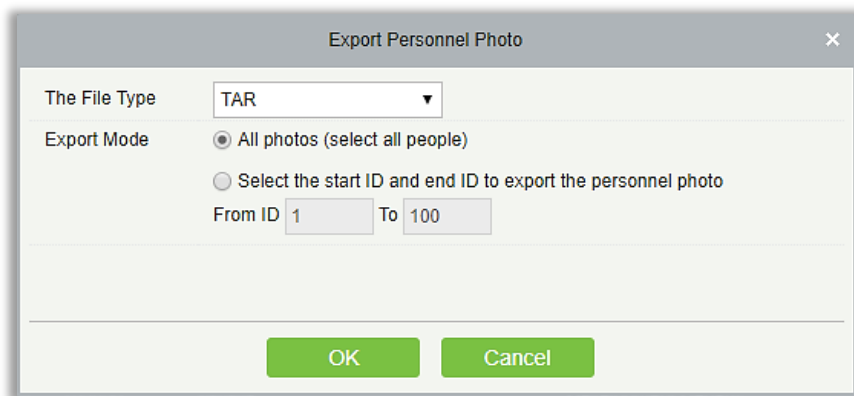 Export Personnel Photo
The File Type TAR
Export Mode All photos (select all people)
Select the start ID and end ID to export the personnel photo
From ID 1 To 100
OK Cancel